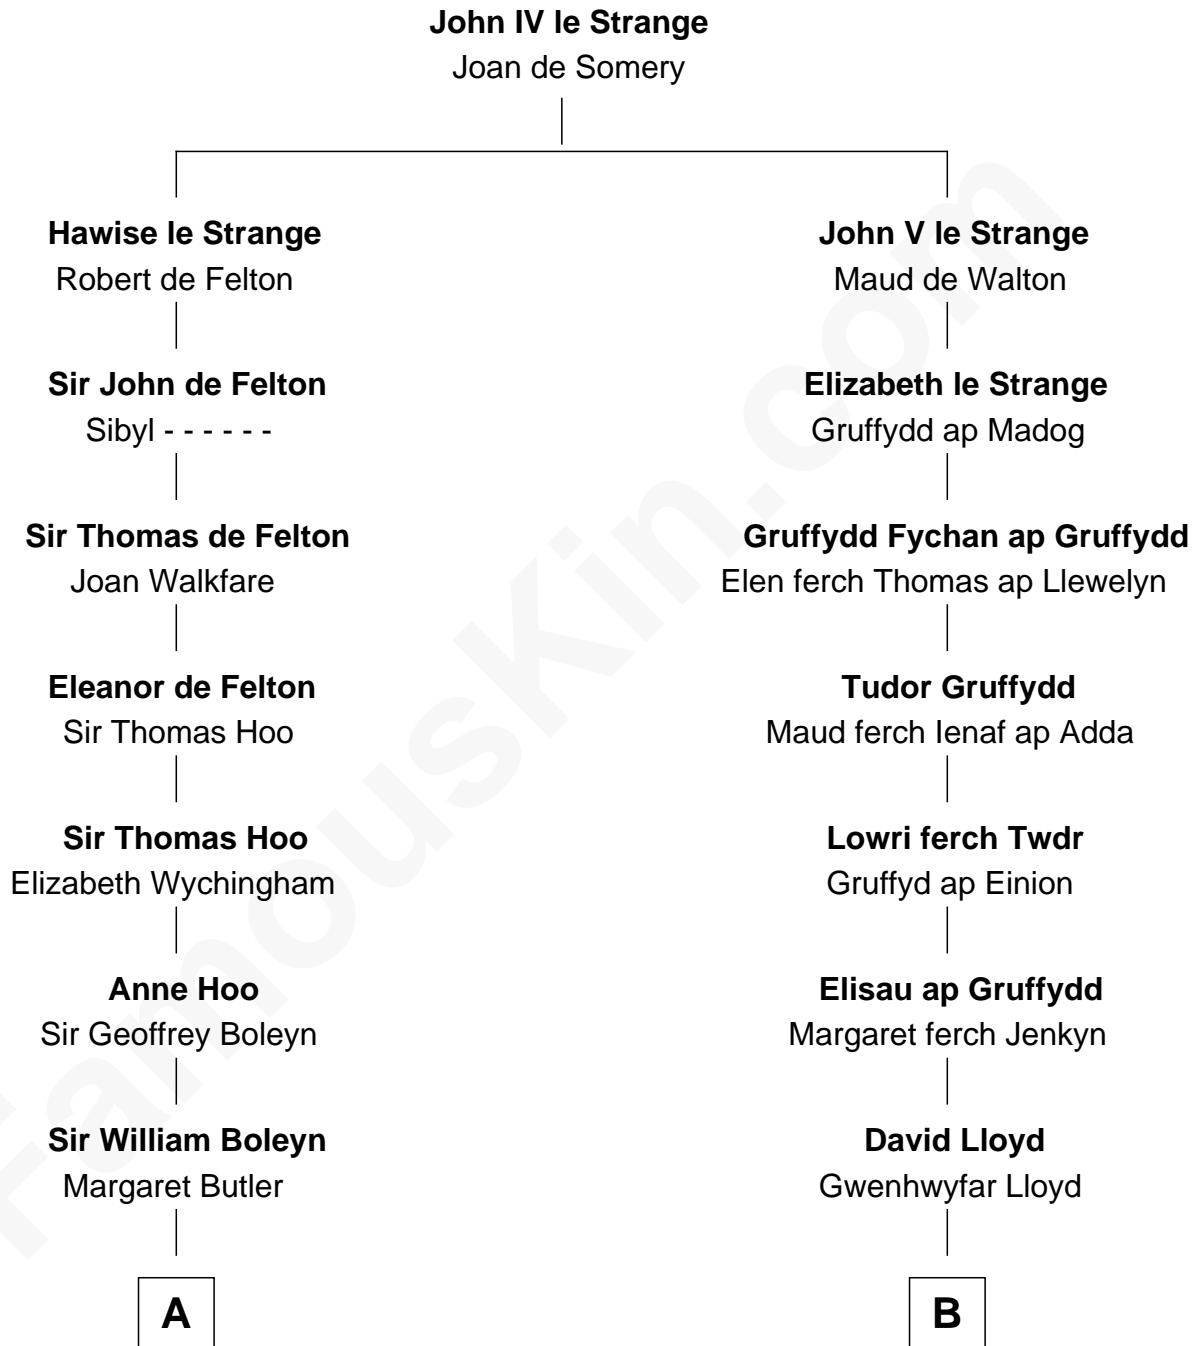 John IV le Strange
Joan de Somery
Hawise le Strange
Robert de Felton
John V le Strange
Maud de Walton
Sir John de Felton
Sibyl - - - - - -
Elizabeth le Strange
Gruffydd ap Madog
Sir Thomas de Felton
Joan Walkfare
Gruffydd Fychan ap Gruffydd
Elen ferch Thomas ap Llewelyn
Eleanor de Felton
Sir Thomas Hoo
Tudor Gruffydd
Maud ferch Ienaf ap Adda
Sir Thomas Hoo
Elizabeth Wychingham
Lowri ferch Twdr
Gruffyd ap Einion
Anne Hoo
Sir Geoffrey Boleyn
Elisau ap Gruffydd
Margaret ferch Jenkyn
Sir William Boleyn
Margaret Butler
David Lloyd
Gwenhwyfar Lloyd
A
B
FamousKin.com